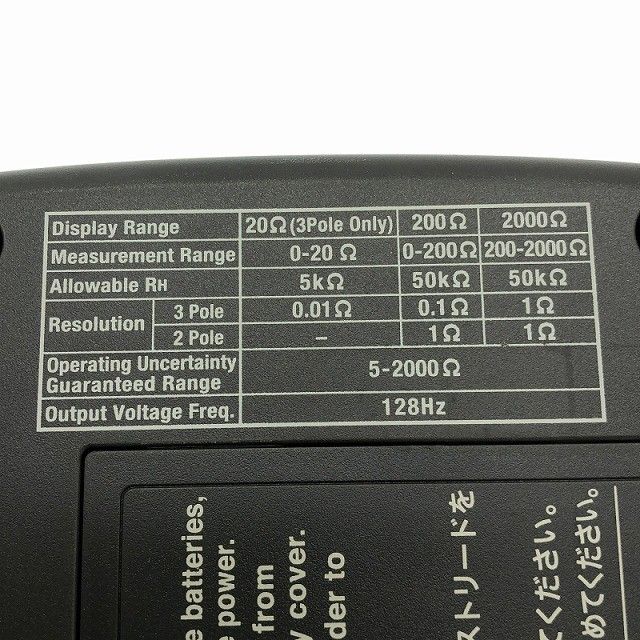 Display Range 20Ω(3Pole Only) 200Ω 2000Ω
Measurement Range 0-20 Ω 0-200Ω 200-2000Ω
Allowable RH 5kΩ 50kΩ 50kΩ
Resolution 3 Pole 0.01Ω 0.1Ω 1Ω
2 Pole – 1Ω 1Ω
Operating Uncertainty
Guaranteed Range 5-2000Ω
Output Voltage Freq. 128Hz
batteries,
power.
from
cover.
to
ストリードを
ください。
めてください。